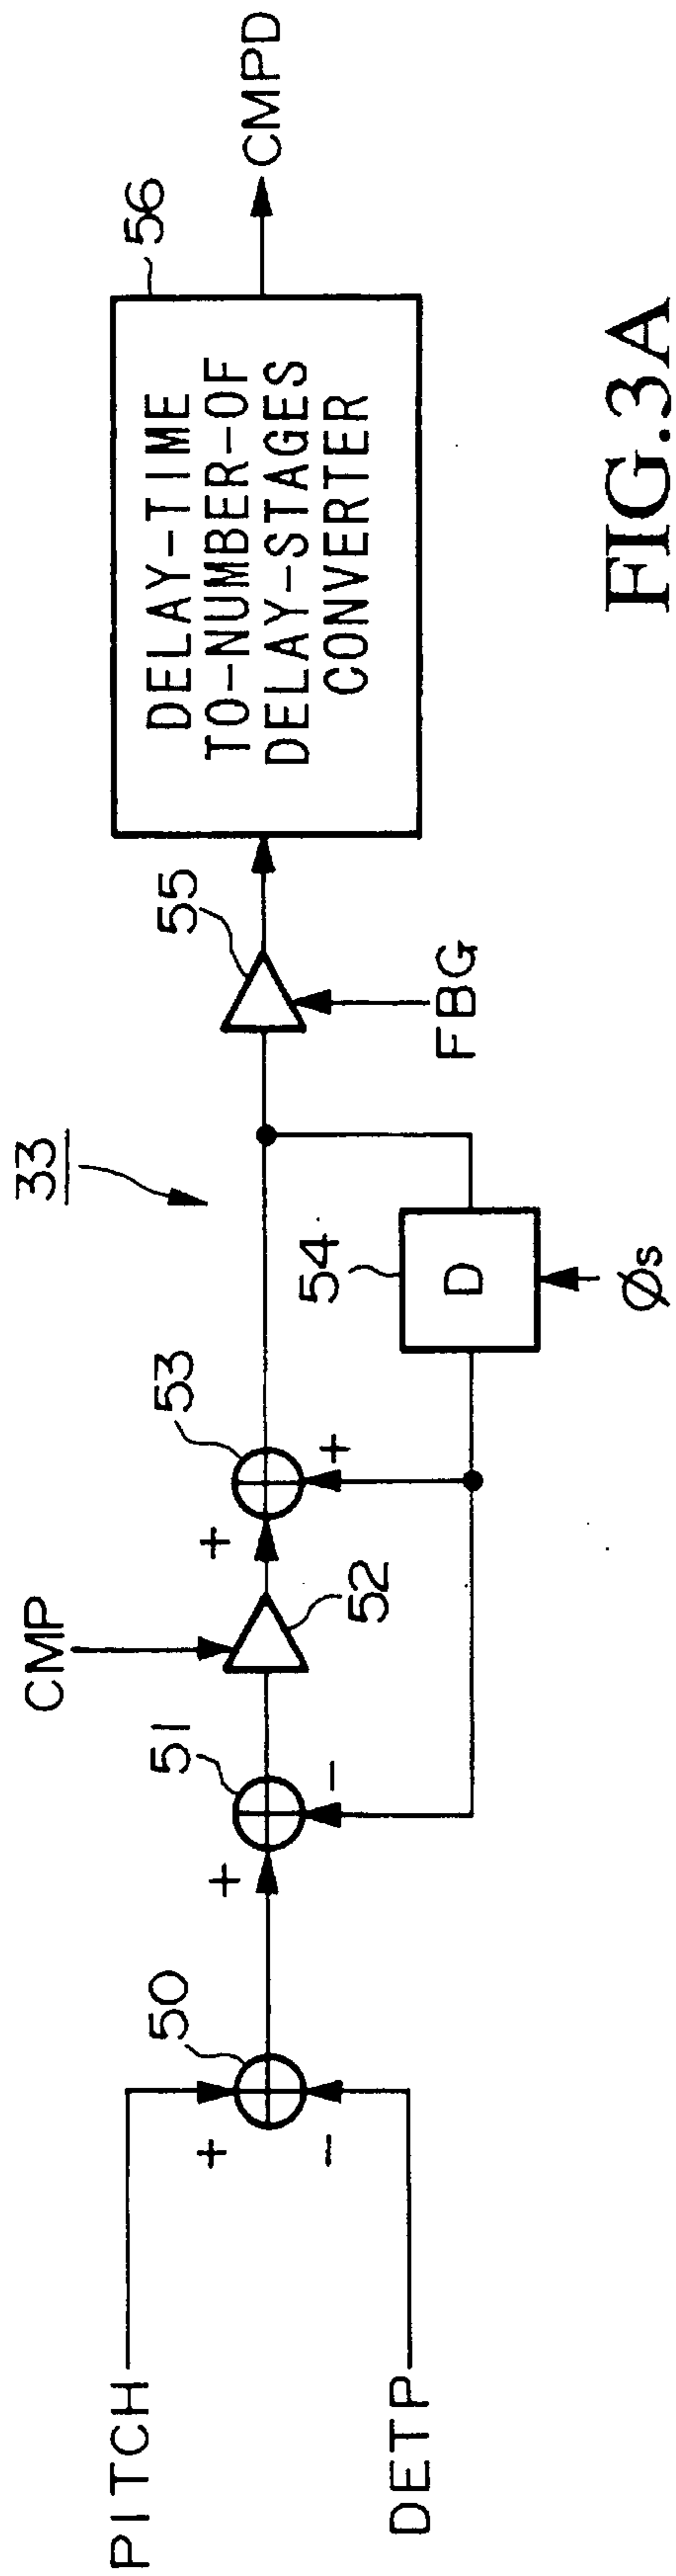 PITCH
DETP
50
+
−
51
+
−
CMP
52
53
+
+
33
54
D
φs
55
FBG
56
DELAY-TIME
TO-NUMBER-OF
DELAY-STAGES
CONVERTER
CMPD
FIG.3A